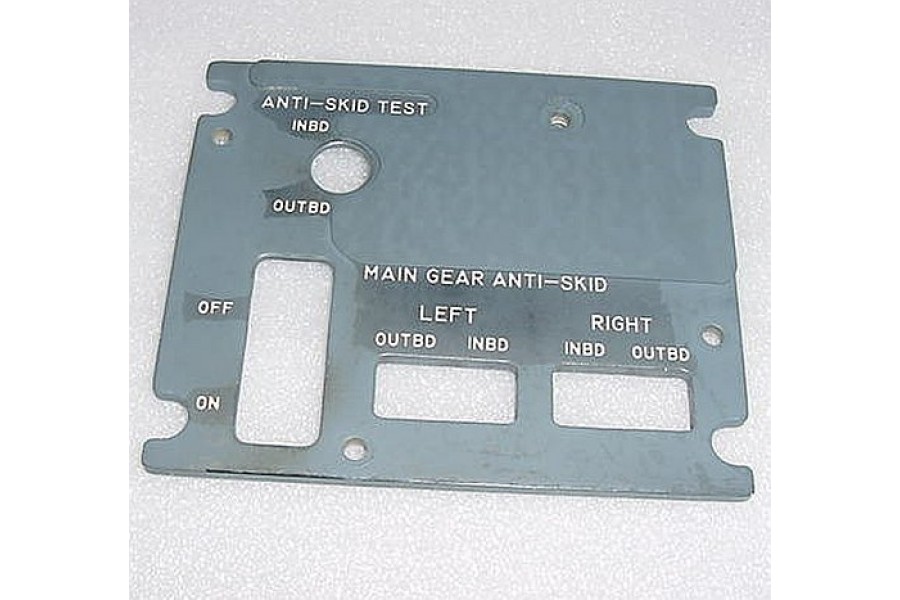 ANTI-SKID TEST
INBD
OUTBD
MAIN GEAR ANTI-SKID
LEFT RIGHT
OUTBD INBD INBD OUTBD
OFF
ON